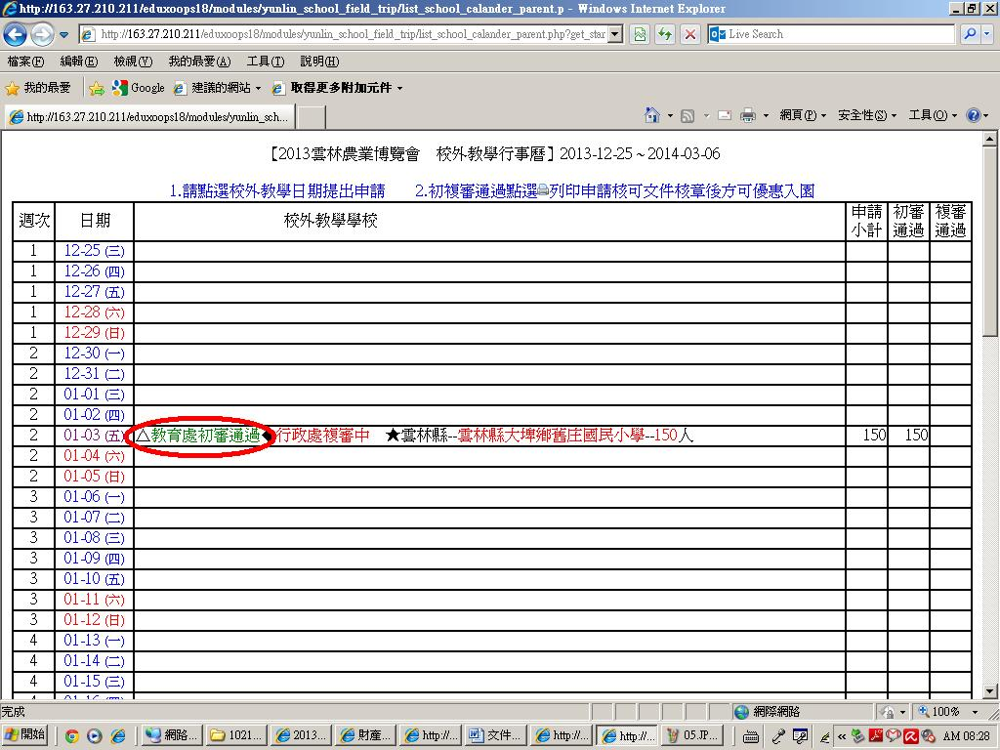 http://163.27.210.211/eduxoops18/modules/yunlin_school_field_trip/list_school_calander_parent.p - Windows Internet Explorer
http://163.27.210.211/eduxoops18/modules/yunlin_school_field_trip/list_school_calander_parent.php?get_star
Live Search
檔案(F) 編輯(E) 檢視(V) 我的最愛(A) 工具(T) 說明(H)
我的最愛 Google 建議的網站 取得更多附加元件
http://163.27.210.211/eduxoops18/modules/yunlin_sch... 網頁(P) 安全性(S) 工具(O)
【2013雲林農業博覽會 校外教學行事曆】2013-12-25～2014-03-06
1.請點選校外教學日期提出申請 2.初複審通過點選列印申請核可文件核章後方可優惠入園
週次 日期 校外教學學校 申請小計 初審通過 複審通過
1 12-25 (三)
1 12-26 (四)
1 12-27 (五)
1 12-28 (六)
1 12-29 (日)
2 12-30 (一)
2 12-31 (二)
2 01-01 (三)
2 01-02 (四)
2 01-03 (五) △教育處初審通過◆行政處複審中 ★雲林縣--雲林縣大埤鄉舊庄國民小學--150人 150 150
2 01-04 (六)
2 01-05 (日)
3 01-06 (一)
3 01-07 (二)
3 01-08 (三)
3 01-09 (四)
3 01-10 (五)
3 01-11 (六)
3 01-12 (日)
4 01-13 (一)
4 01-14 (二)
4 01-15 (三)
完成 網際網路 100%
開始 網路... 1021... 2013... 財產... http://... 文件... http://... http://... 05.JP... AM 08:28